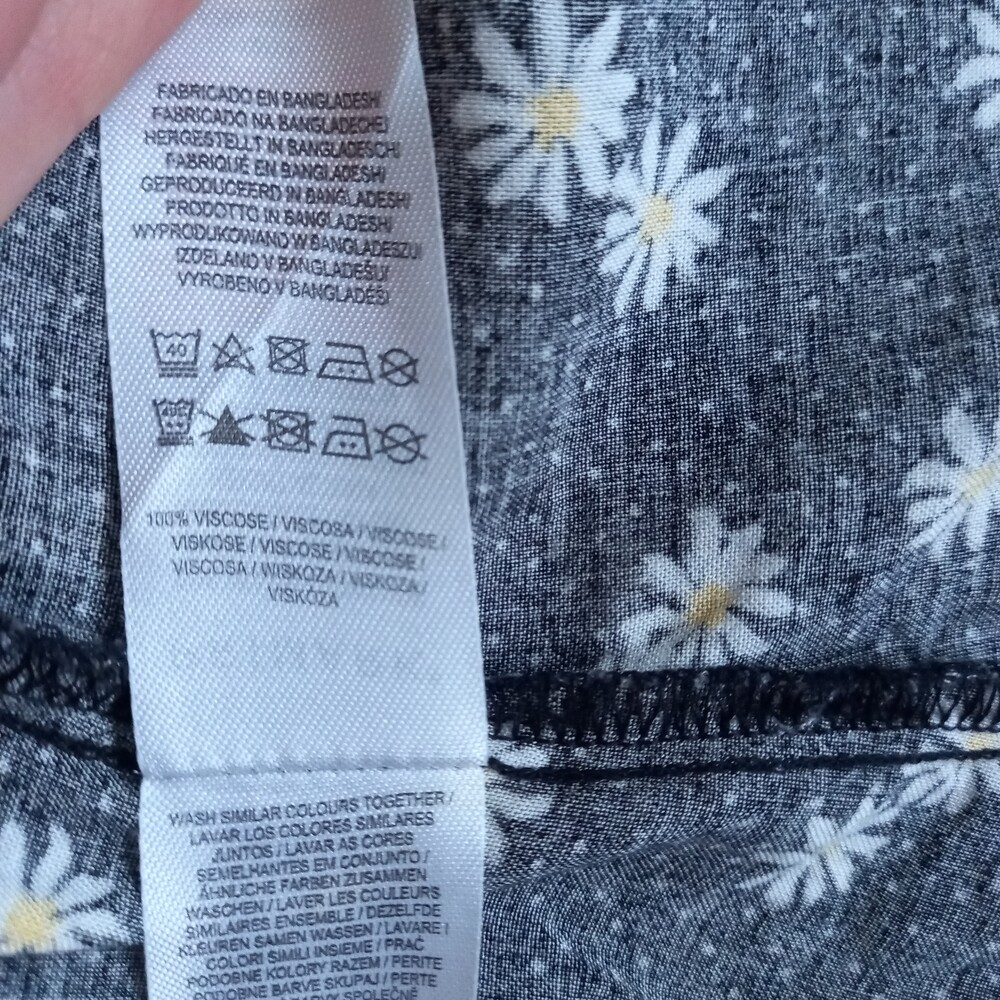 FABRICADO EN BANGLADESH
FABRICADO NA BANGLADECHE
HERGESTELLT IN BANGLADESCH
FABRIQUÉ EN BANGLADESH
GEPRODUCEERD IN BANGLADESH
PRODOTTO IN BANGLADESH
WYPRODUKOWANO W BANGLADESZU
IZDELANO V BANGLADEŠU
VYROBENO V BANGLADÉŠI
40
100% VISCOSE / VISCOSA / VISCOSE /
VISKOSE / VISCOSE / VISCOSE /
VISCOSA / WISKOZA / VISKOZA /
VISKÓZA
WASH SIMILAR COLOURS TOGETHER /
LAVAR LOS COLORES SIMILARES
JUNTOS / LAVAR AS CORES
SEMELHANTES EM CONJUNTO /
ÄHNLICHE FARBEN ZUSAMMEN
WASCHEN / LAVER LES COULEURS
SIMILAIRES ENSEMBLE / DEZELFDE
KLEUREN SAMEN WASSEN / LAVARE I
COLORI SIMILI INSIEME / PRAĆ
PODOBNE KOLORY RAZEM / PERITE
PODOBNE BARVE SKUPAJ / PERTE
BARVY SPOLEČNĚ